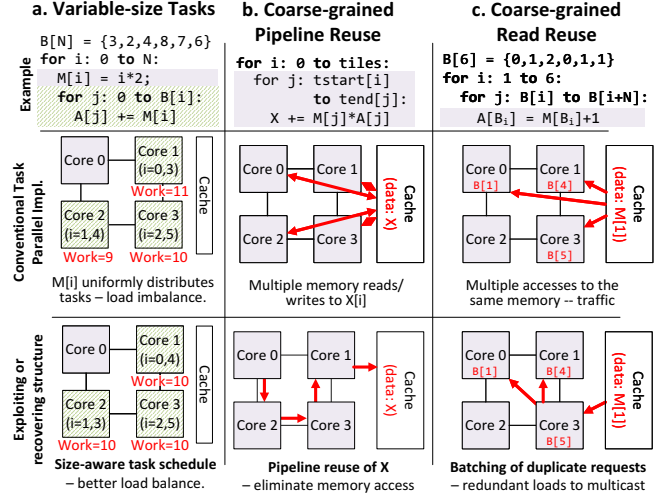 a. Variable-size Tasks
b. Coarse-grained
Pipeline Reuse
c. Coarse-grained
Read Reuse
Example
B[N] = {3,2,4,8,7,6}
for i: 0 to N:
M[i] = i*2;
for j: 0 to B[i]:
A[j] += M[i]
for i: 0 to tiles:
for j: tstart[i]
to tend[j]:
X += M[j]*A[j]
B[6] = {0,1,2,0,1,1}
for i: 1 to 6:
for j: B[i] to B[i+N]:
A[Bᵢ] = M[Bᵢ]+1
Conventional Task
Parallel Impl.
Core 0
Core 1
(i=0,3)
Work=11
Core 2
(i=1,4)
Work=9
Core 3
(i=2,5)
Work=10
Cache
M[i] uniformly distributes
tasks – load imbalance.
Core 0
Core 1
Core 2
Core 3
Cache
(data: X)
Multiple memory reads/
writes to X[i]
Core 0
B[1]
Core 1
B[4]
Core 2
Core 3
B[5]
Cache
(data: M[1])
Multiple accesses to the
same memory -- traffic
Exploiting or
recovering structure
Core 0
Core 1
(i=0,4)
Work=10
Core 2
(i=1,3)
Work=10
Core 3
(i=2,5)
Work=10
Cache
Size-aware task schedule
– better load balance.
Core 0
Core 1
Core 2
Core 3
Cache
(data: X)
Pipeline reuse of X
– eliminate memory access
Core 0
B[1]
Core 1
B[4]
Core 2
Core 3
B[5]
Cache
(data: M[1])
Batching of duplicate requests
– redundant loads to multicast